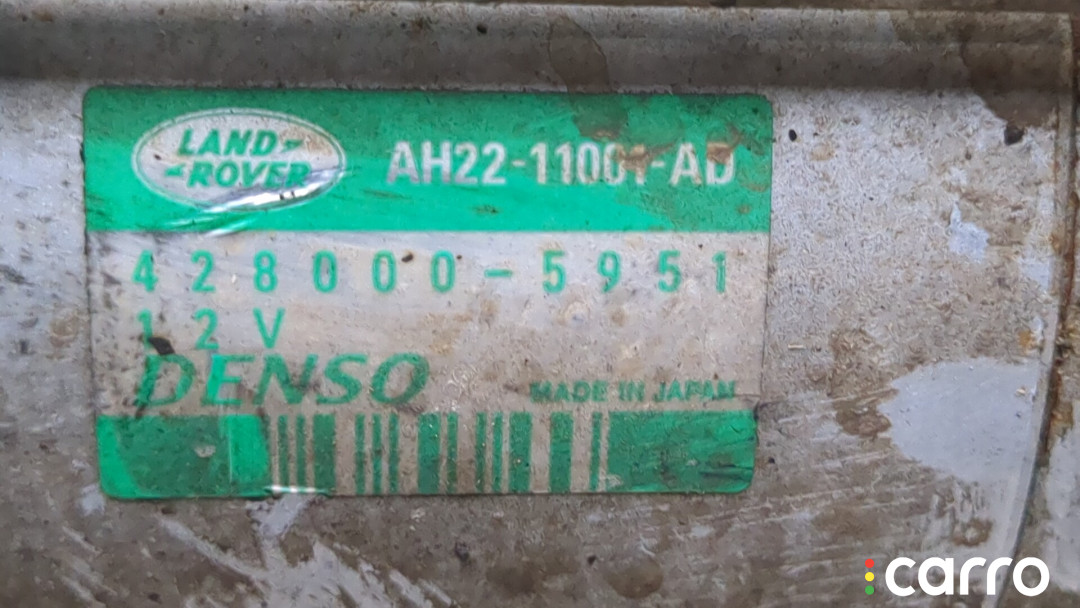 LAND
ROVER
AH22-11001-AD
428000-5951
12V
DENSO
MADE IN JAPAN
carro